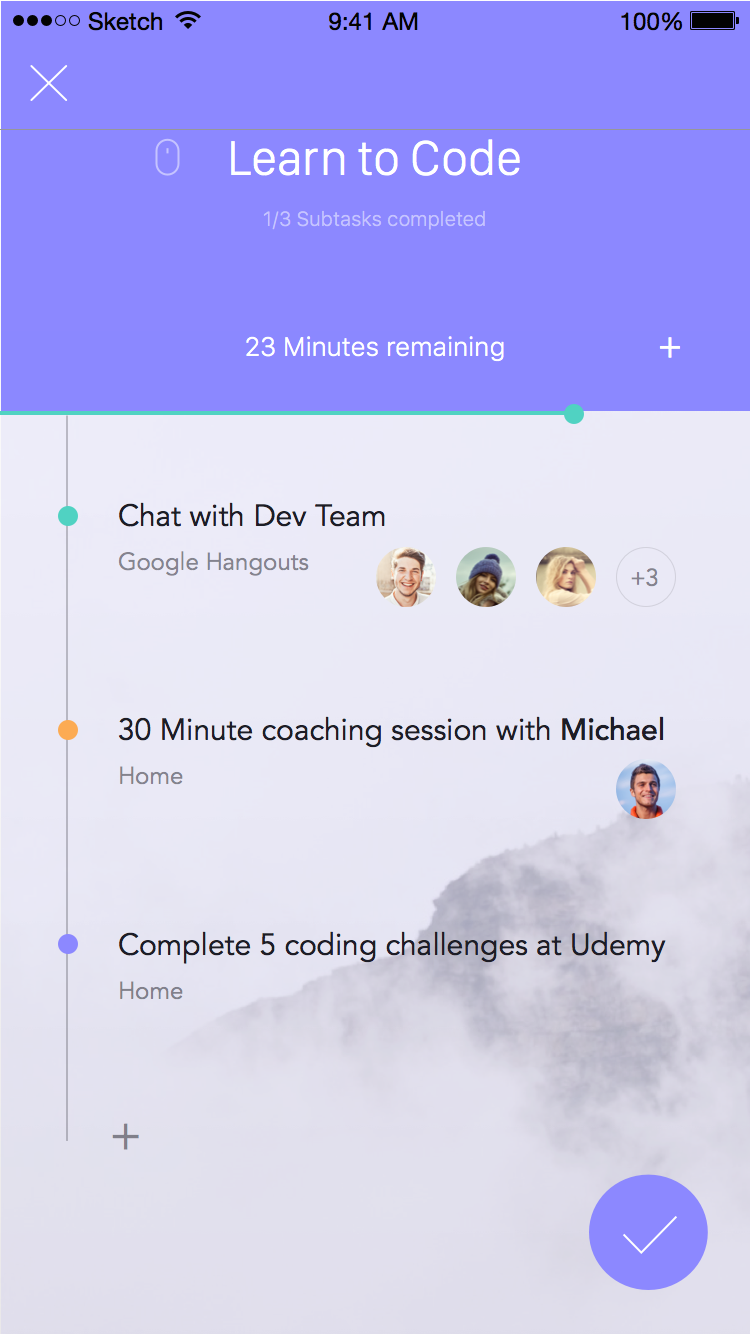 Sketch 9:41 AM 100%
Learn to Code
1/3 Subtasks completed
23 Minutes remaining +
Chat with Dev Team
Google Hangouts
+3
30 Minute coaching session with Michael
Home
Complete 5 coding challenges at Udemy
Home
+